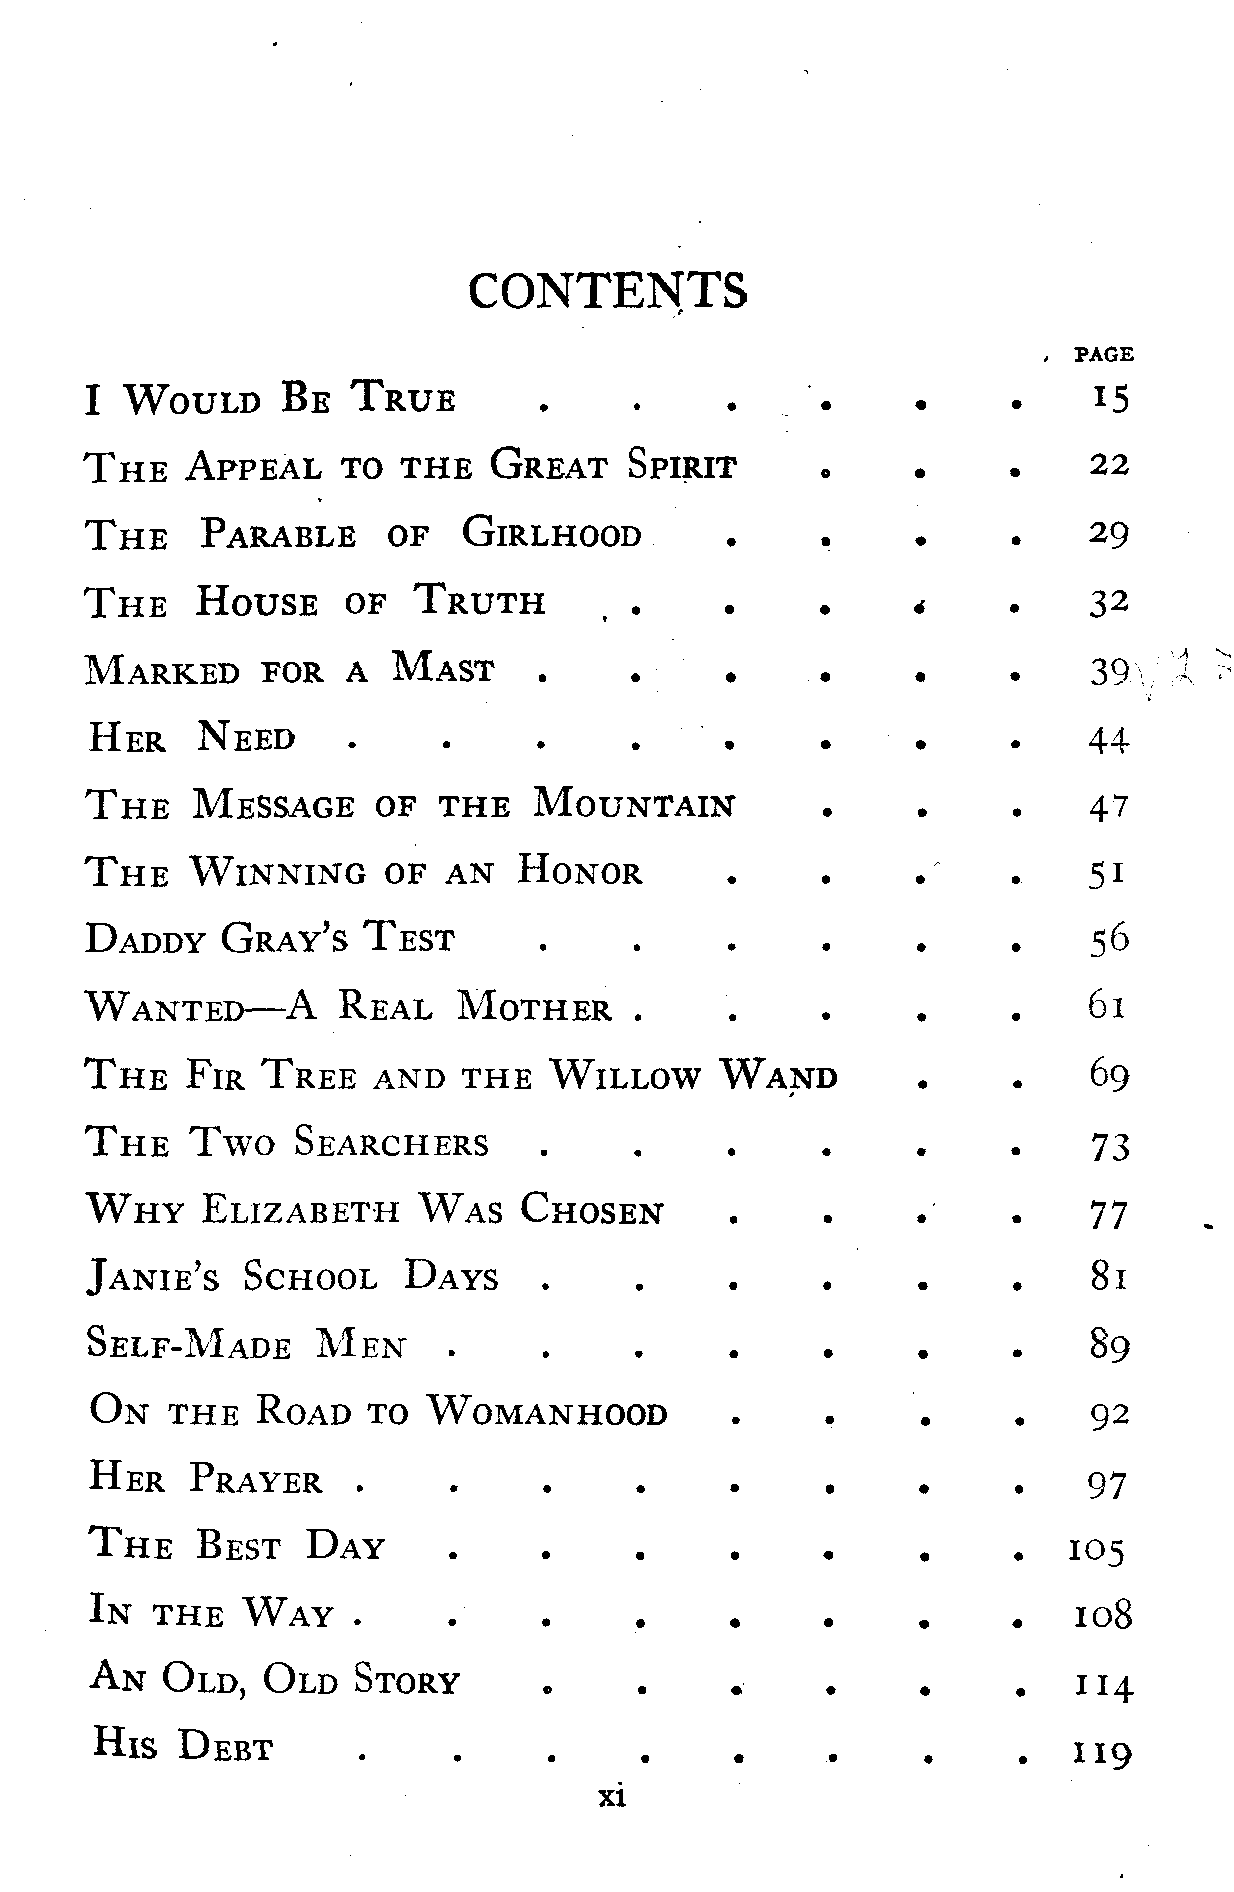 CONTENTS
PAGE
I Would Be True . . . . . . 15
The Appeal to the Great Spirit . . . 22
The Parable of Girlhood . . . . 29
The House of Truth . . . . . 32
Marked for a Mast . . . . . . 39
Her Need . . . . . . . . 44
The Message of the Mountain . . . 47
The Winning of an Honor . . . . 51
Daddy Gray's Test . . . . . . 56
Wanted—A Real Mother . . . . . 61
The Fir Tree and the Willow Wand . . 69
The Two Searchers . . . . . . 73
Why Elizabeth Was Chosen . . . . 77
Janie's School Days . . . . . . 81
Self-Made Men . . . . . . . 89
On the Road to Womanhood . . . . 92
Her Prayer . . . . . . . . 97
The Best Day . . . . . . . 105
In the Way . . . . . . . . 108
An Old, Old Story . . . . . . 114
His Debt . . . . . . . . 119
xi